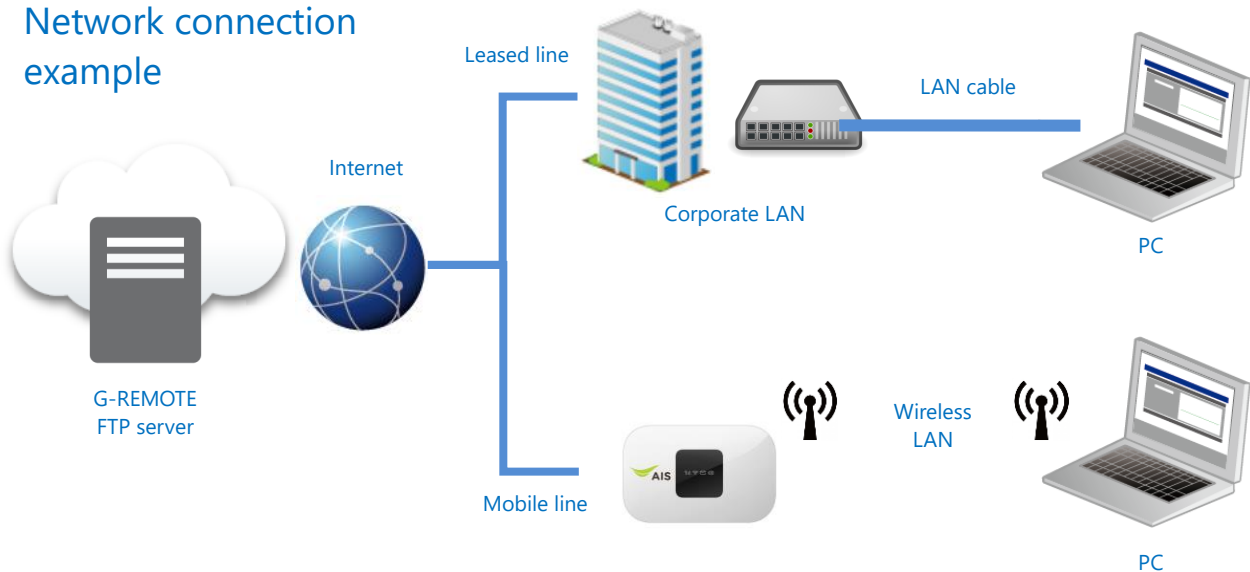 Network connection
example
Leased line
LAN cable
Internet
Corporate LAN
PC
G-REMOTE
FTP server
Wireless
LAN
AIS
Mobile line
PC